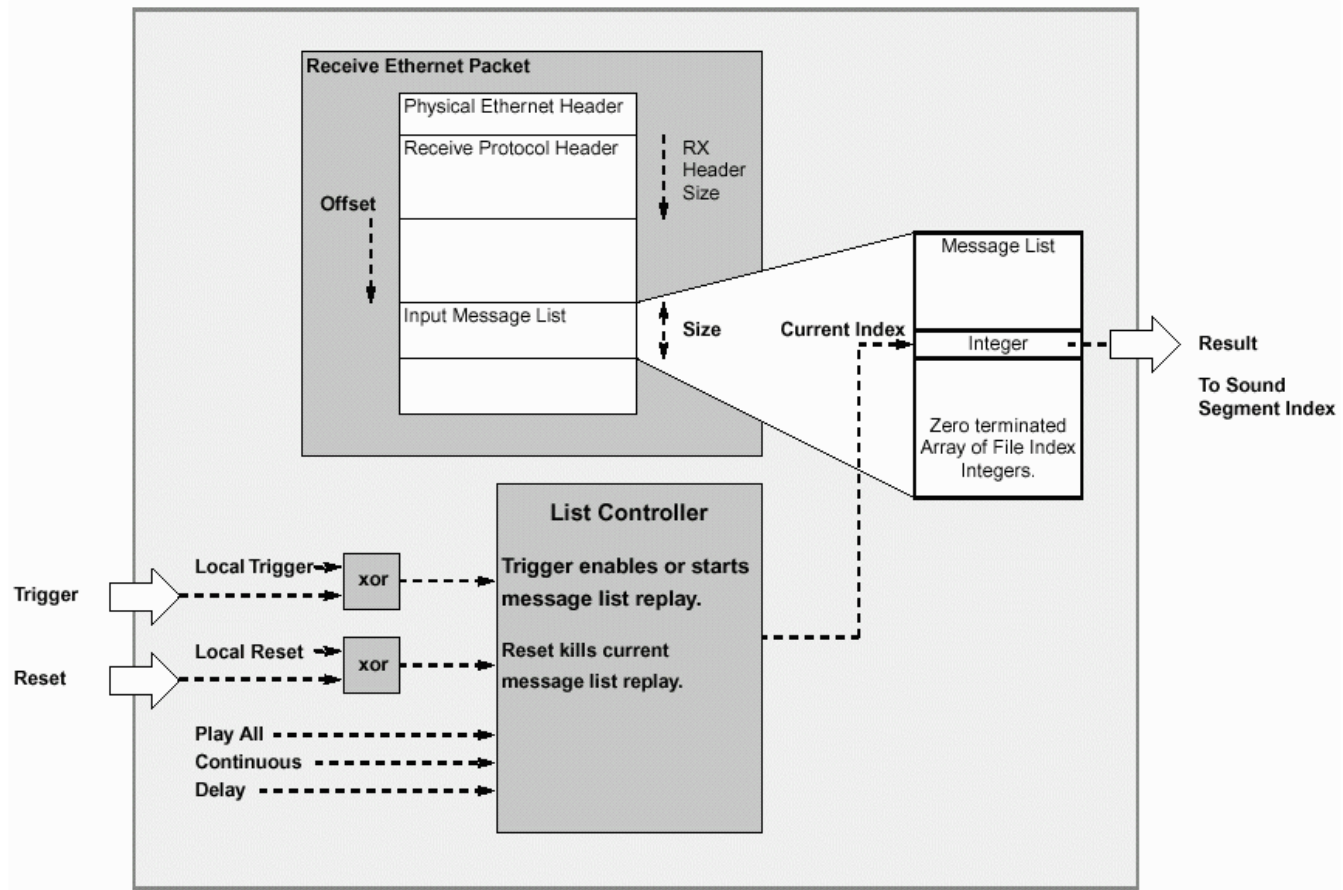 Receive Ethernet Packet
Physical Ethernet Header
Receive Protocol Header
RX
Header
Size
Offset
Input Message List
Size
Message List
Current Index
Integer
Result
To Sound
Segment Index
Zero terminated
Array of File Index
Integers.
List Controller
Trigger enables or starts
message list replay.
Reset kills current
message list replay.
Trigger
Local Trigger
xor
Reset
Local Reset
xor
Play All
Continuous
Delay